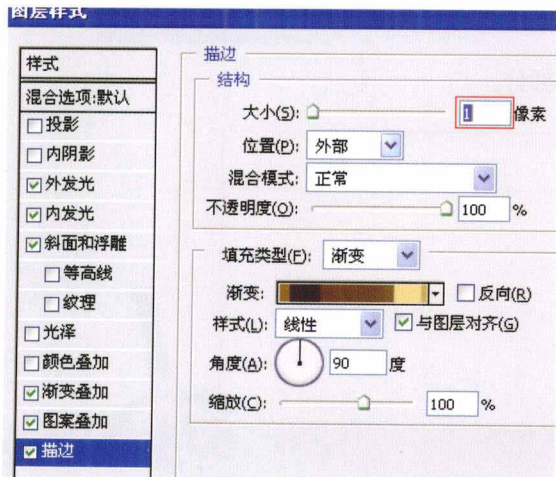 图层样式
样式
混合选项:默认
投影
内阴影
外发光
内发光
斜面和浮雕
等高线
纹理
光泽
颜色叠加
渐变叠加
图案叠加
描边
描边
结构
大小(S): 1 像素
位置(P): 外部
混合模式: 正常
不透明度(O): 100 %
填充类型(F): 渐变
渐变: 反向(R)
样式(L): 线性 与图层对齐(G)
角度(A): 90 度
缩放(C): 100 %